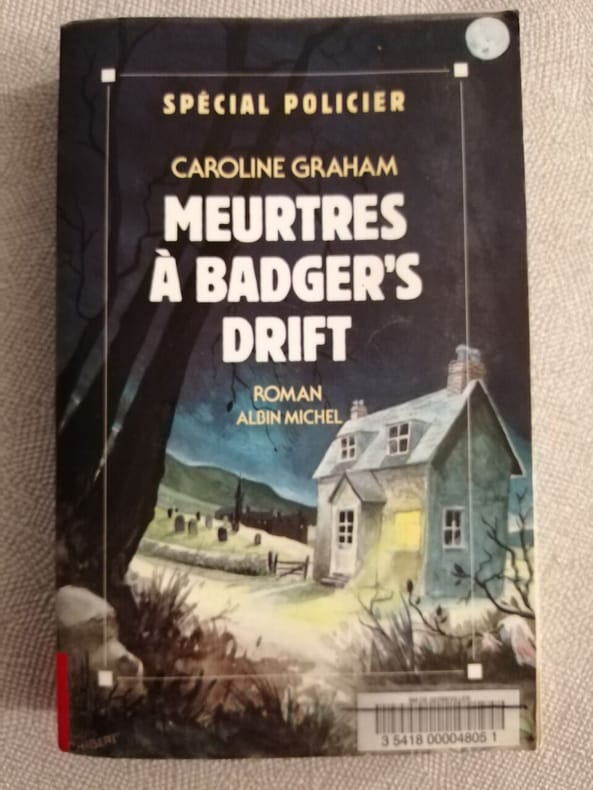 SPÉCIAL POLICIER
CAROLINE GRAHAM
MEURTRES
À BADGER'S
DRIFT
ROMAN
ALBIN MICHEL
3 5418 00004805 1